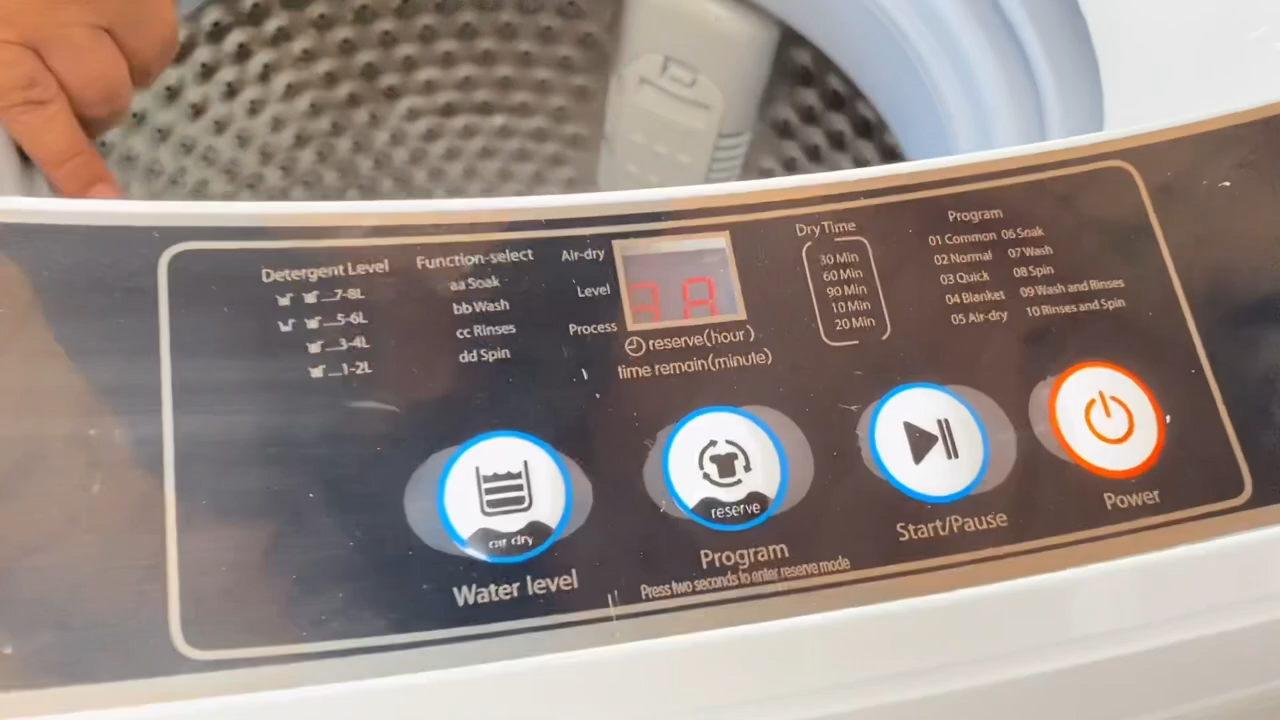 Detergent Level
...7-8L
...5-6L
...3-4L
...1-2L
Function-select
aa Soak
bb Wash
cc Rinses
dd Spin
Air-dry
Level
Process
reserve(hour)
time remain(minute)
Dry Time
30 Min
60 Min
90 Min
10 Min
20 Min
Program
01 Common 06 Soak
02 Normal 07 Wash
03 Quick 08 Spin
04 Blanket 09 Wash and Rinses
05 Air-dry 10 Rinses and Spin
air dry
Water level
reserve
Program
Press two seconds to enter reserve mode
Start/Pause
Power